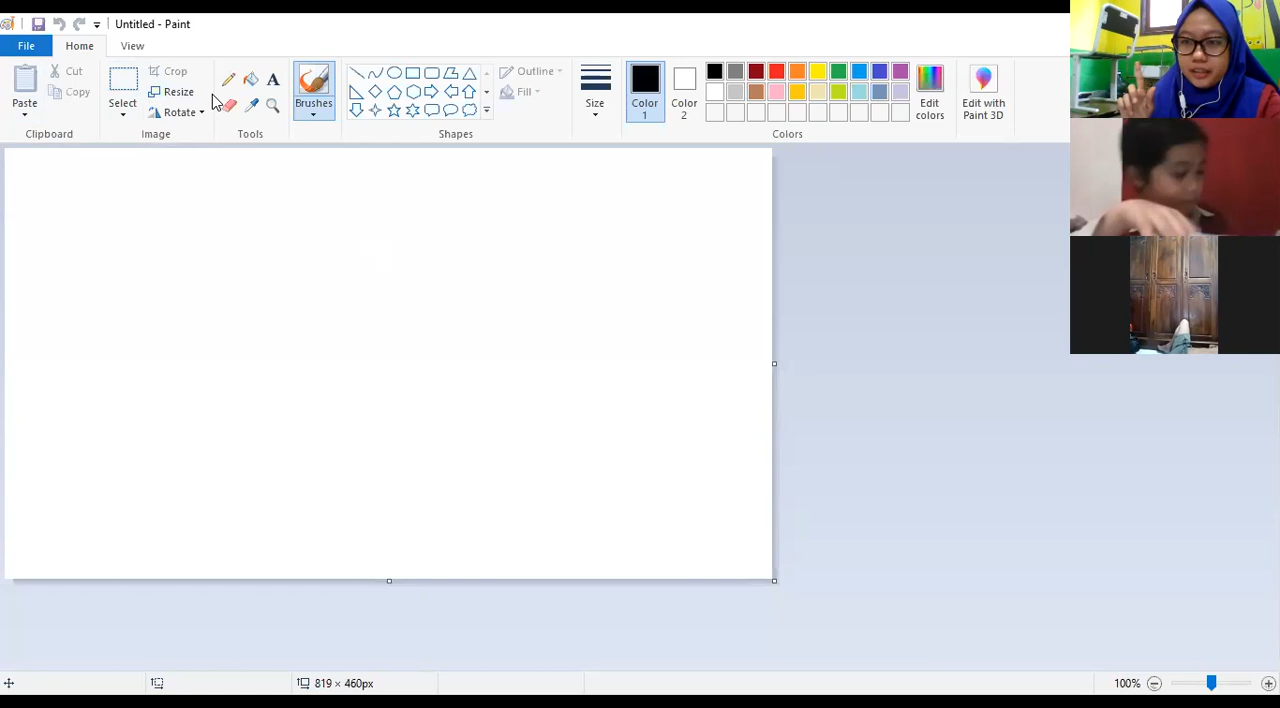 Untitled - Paint
File Home View
Paste
Cut
Copy
Clipboard
Select
Crop
Resize
Rotate
Image
A
Tools
Brushes
Shapes
Outline
Fill
Size
Color 1
Color 2
Colors
Edit colors
Edit with Paint 3D
819 × 460px
100%